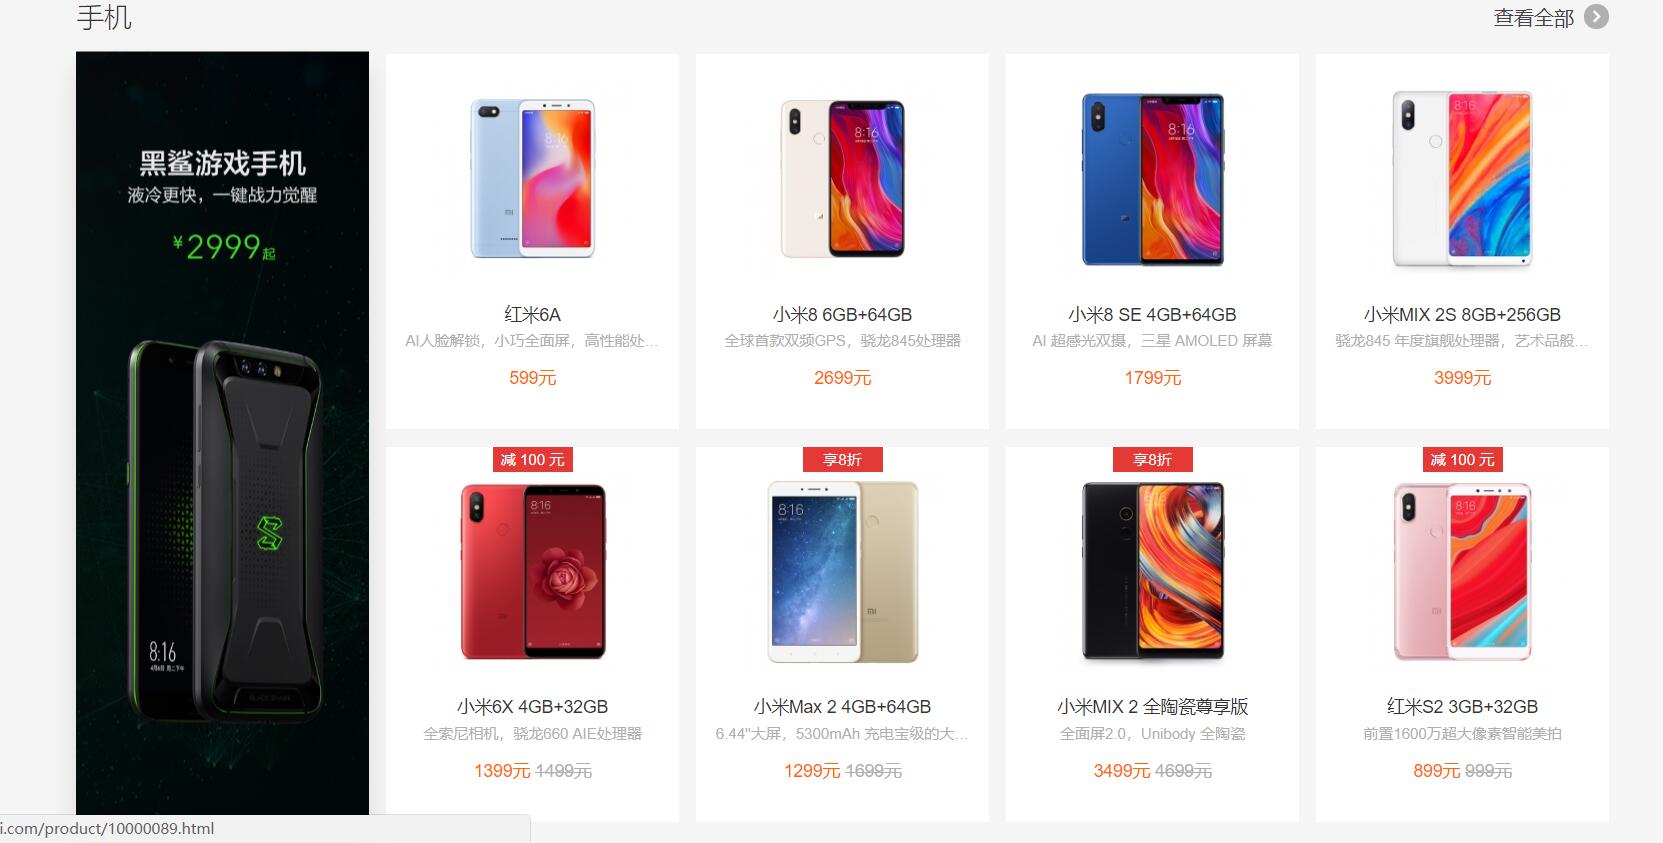 手机
查看全部
黑鲨游戏手机
液冷更快，一键战力觉醒
¥2999起
8:16
BLACK SHARK
红米6A
AI人脸解锁，小巧全面屏，高性能处...
599元
小米8 6GB+64GB
全球首款双频GPS，骁龙845处理器
2699元
小米8 SE 4GB+64GB
AI 超感光双摄，三星 AMOLED 屏幕
1799元
小米MIX 2S 8GB+256GB
骁龙845 年度旗舰处理器，艺术品般...
3999元
减 100 元
8:16
小米6X 4GB+32GB
全索尼相机，骁龙660 AIE处理器
1399元 1499元
享8折
8:16
小米Max 2 4GB+64GB
6.44"大屏，5300mAh 充电宝级的大...
1299元 1699元
享8折
小米MIX 2 全陶瓷尊享版
全面屏2.0，Unibody 全陶瓷
3499元 4699元
减 100 元
8:16
红米S2 3GB+32GB
前置1600万超大像素智能美拍
899元 999元
i.com/product/10000089.html